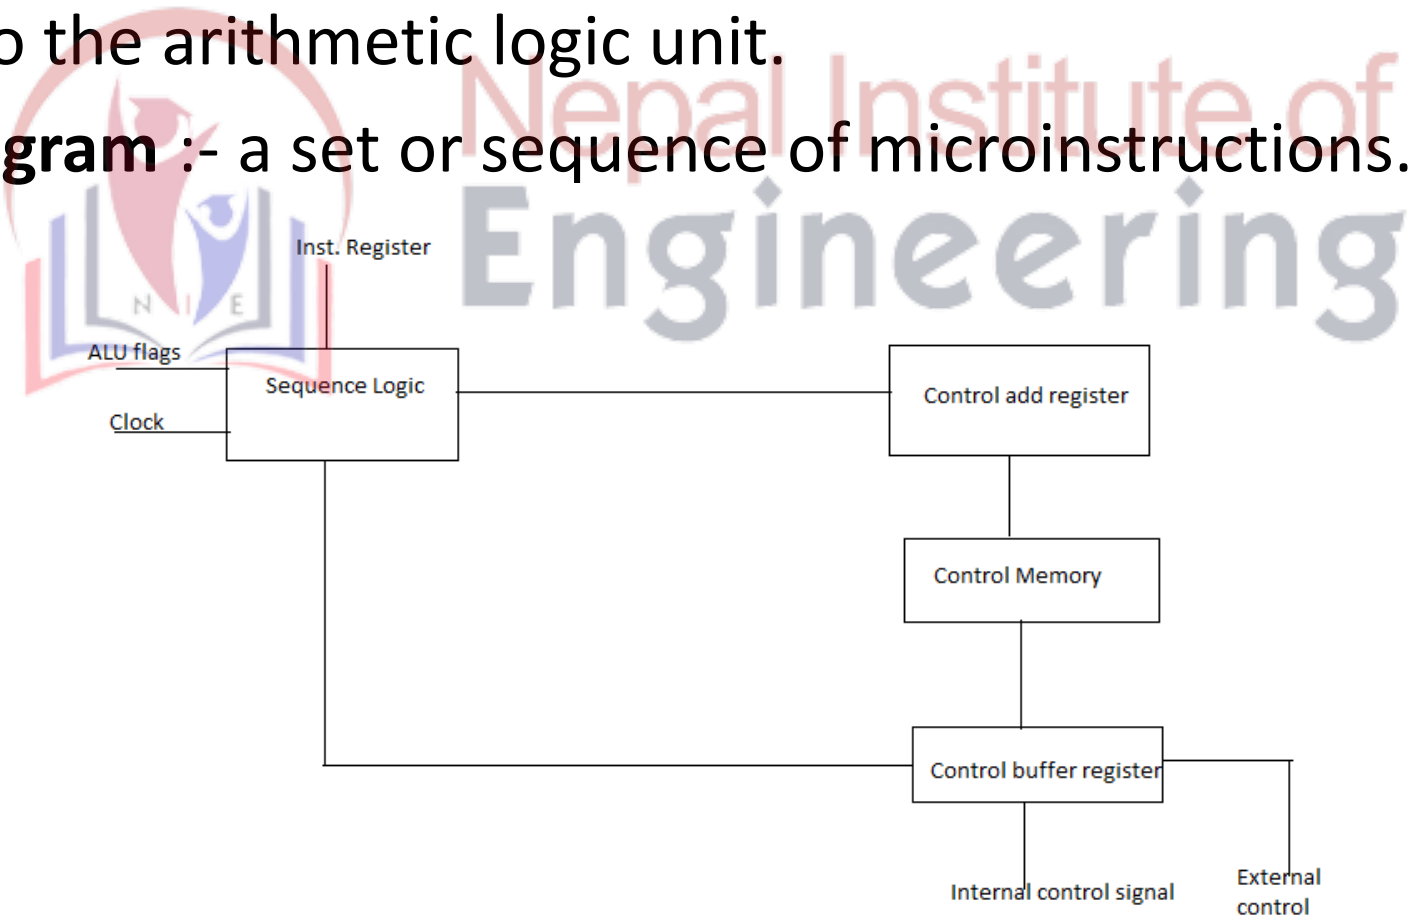 o the arithmetic logic unit.
Nepal Institute of
gram :- a set or sequence of microinstructions.
Engineering
Inst. Register
N I E
ALU flags
Sequence Logic
Control add register
Clock
Control Memory
Control buffer register
Internal control signal
External
control